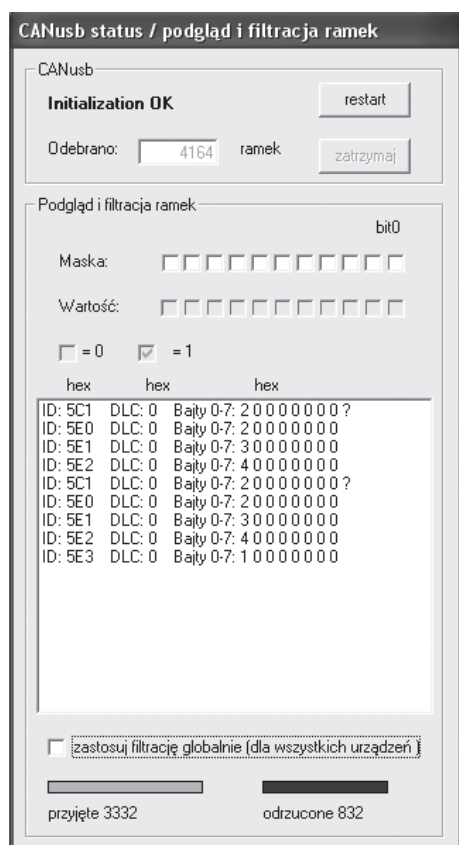 CANusb status / podgląd i filtracja ramek
CANusb
Initialization OK restart
Odebrano: 4164 ramek zatrzymaj
Podgląd i filtracja ramek
bit0
Maska:
Wartość:
= 0 = 1
hex hex hex
ID: 5C1 DLC: 0 Bajty 0-7: 2 0 0 0 0 0 0 0 ?
ID: 5E0 DLC: 0 Bajty 0-7: 2 0 0 0 0 0 0 0
ID: 5E1 DLC: 0 Bajty 0-7: 3 0 0 0 0 0 0 0
ID: 5E2 DLC: 0 Bajty 0-7: 4 0 0 0 0 0 0 0
ID: 5C1 DLC: 0 Bajty 0-7: 2 0 0 0 0 0 0 0 ?
ID: 5E0 DLC: 0 Bajty 0-7: 2 0 0 0 0 0 0 0
ID: 5E1 DLC: 0 Bajty 0-7: 3 0 0 0 0 0 0 0
ID: 5E2 DLC: 0 Bajty 0-7: 4 0 0 0 0 0 0 0
ID: 5E3 DLC: 0 Bajty 0-7: 1 0 0 0 0 0 0 0
zastosuj filtrację globalnie (dla wszystkich urządzeń )
przyjęte 3332 odrzucone 832